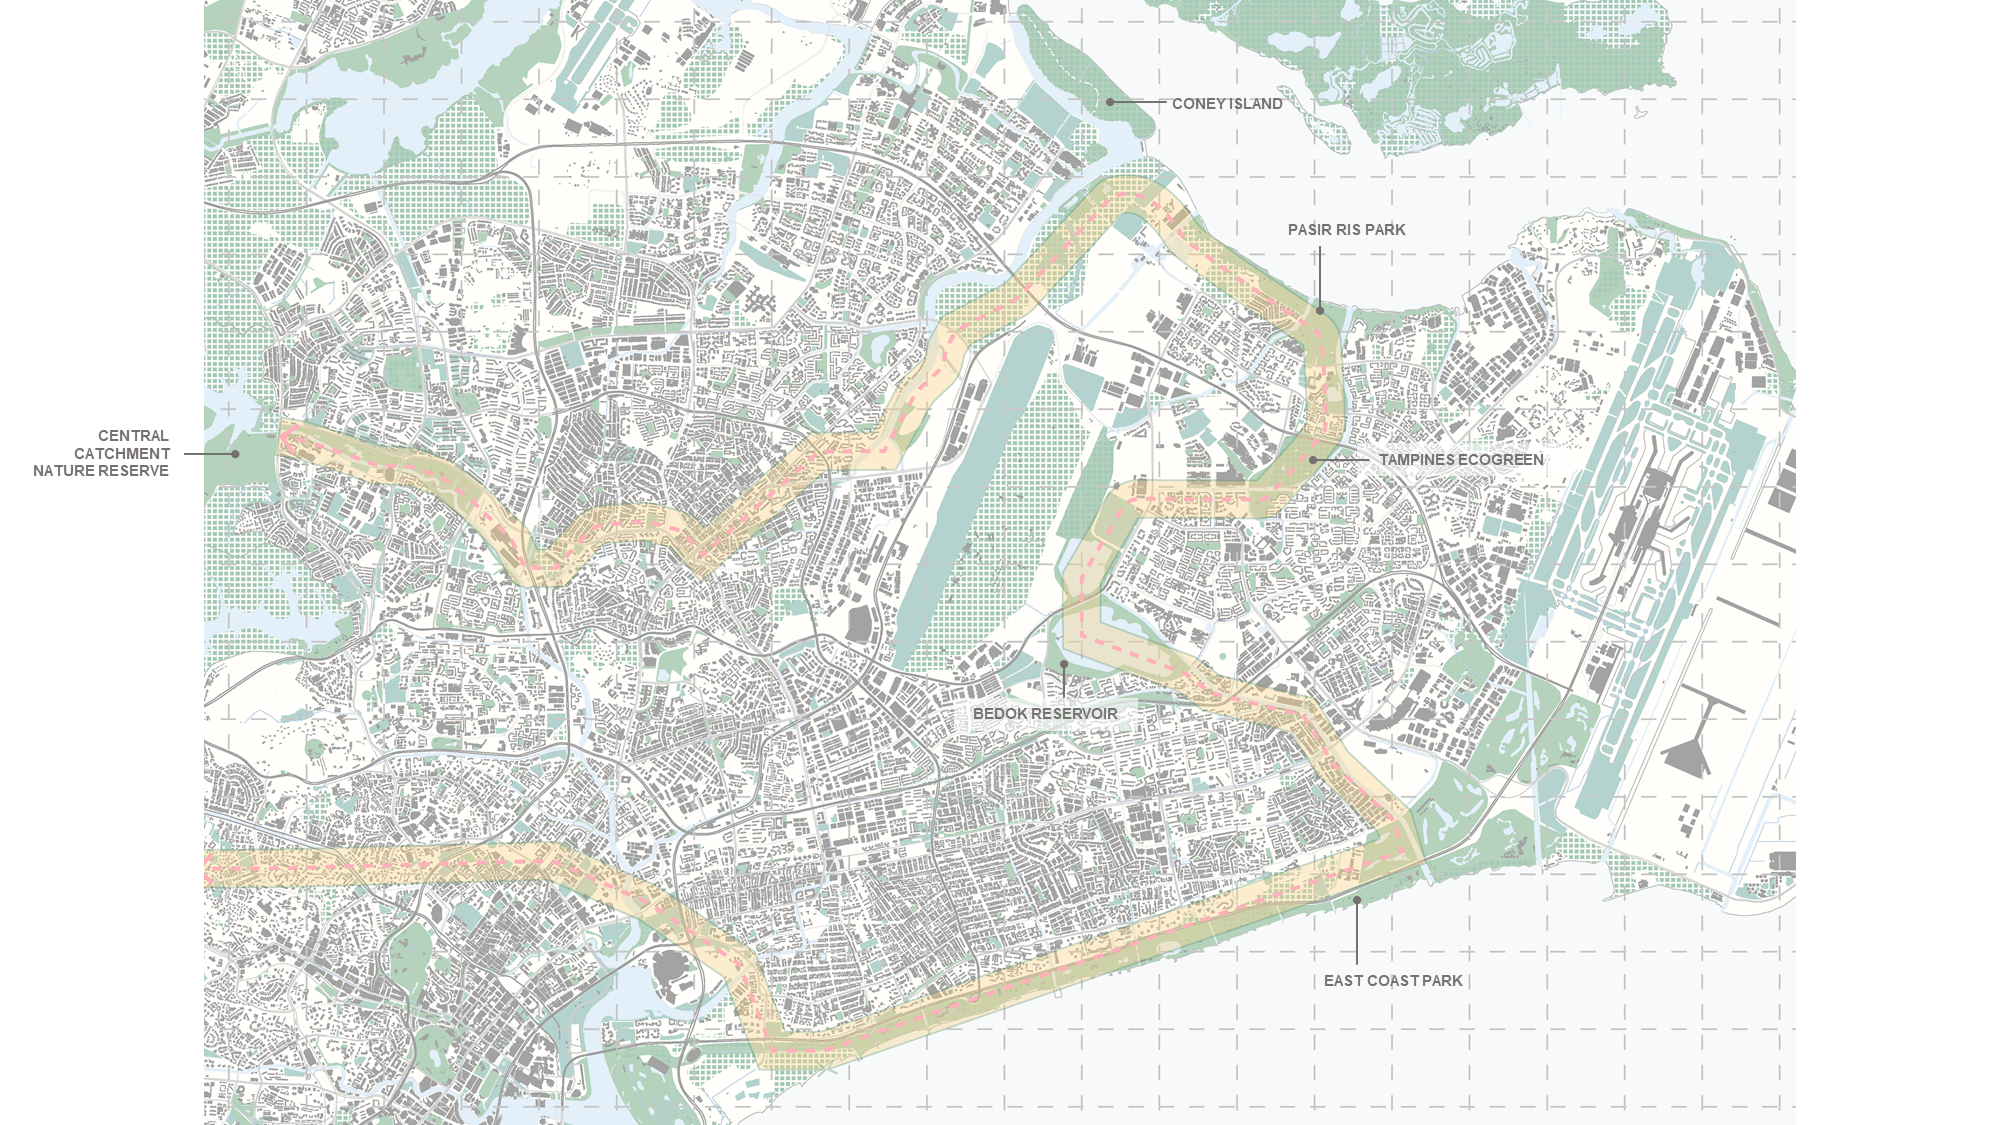 CONEY ISLAND
PASIR RIS PARK
CENTRAL
CATCHMENT
NATURE RESERVE
TAMPINES ECOGREEN
BEDOK RESERVOIR
EAST COAST PARK